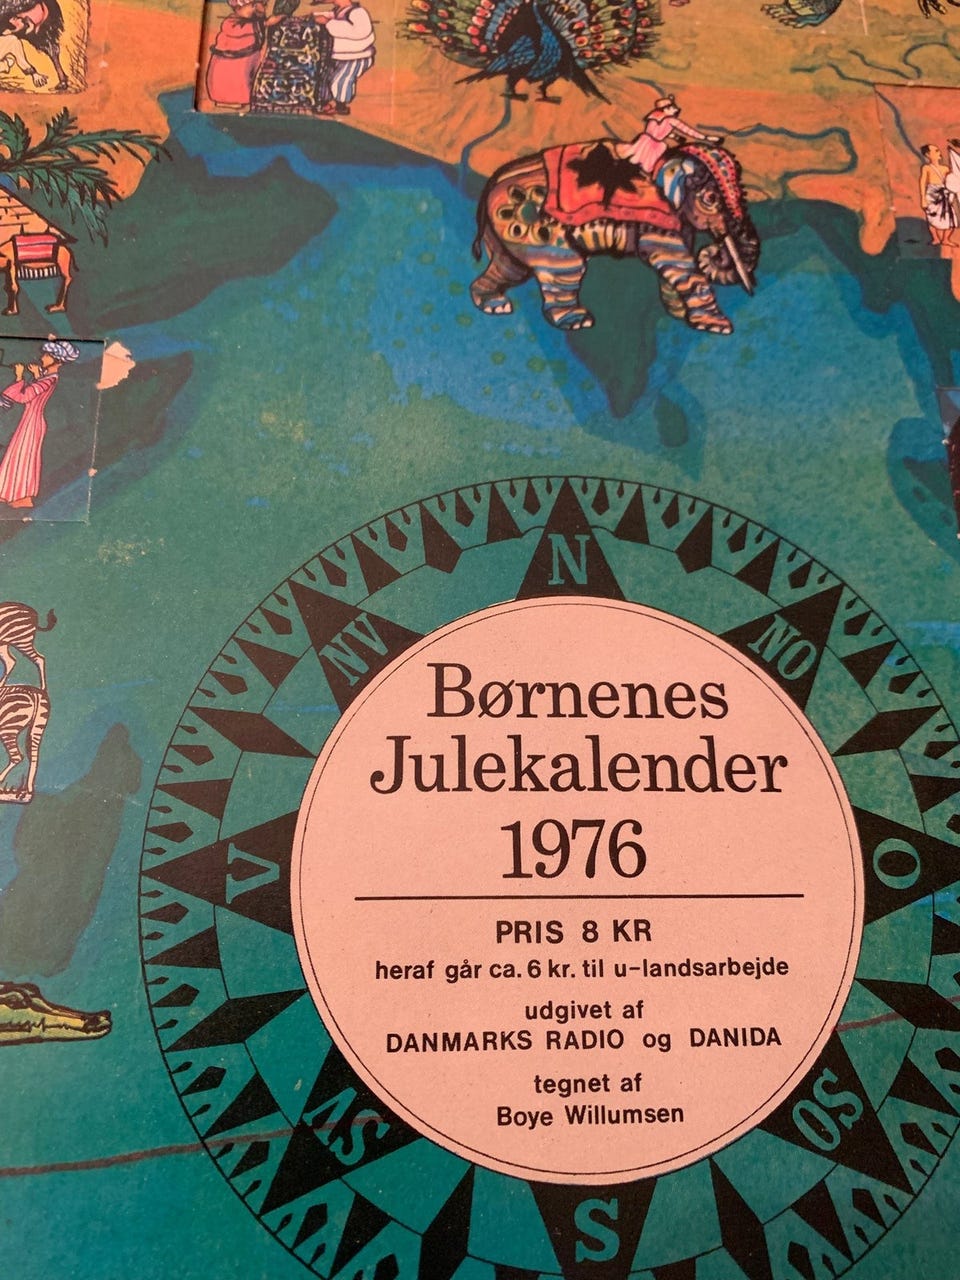 N
NV
NO
Børnenes
Julekalender
1976
V
O
PRIS 8 KR
heraf går ca. 6 kr. til u-landsarbejde
udgivet af
DANMARKS RADIO og DANIDA
tegnet af
Boye Willumsen
SV
SO
S